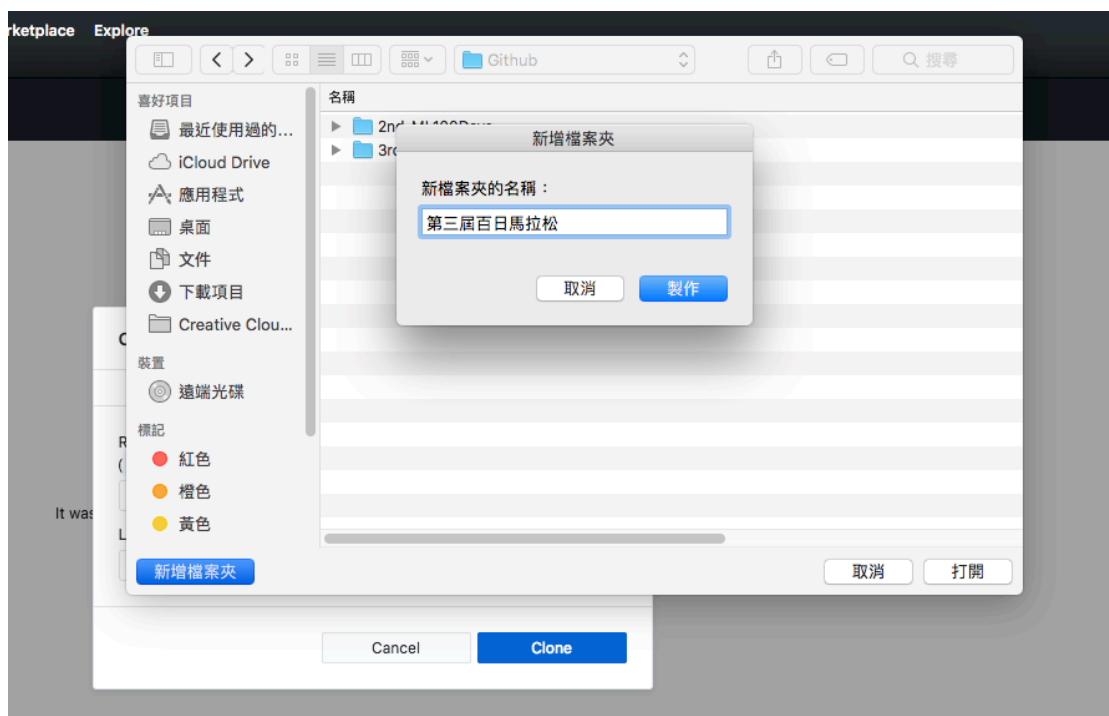 rketplace Explore
Github
搜尋
喜好項目
名稱
最近使用過的...
iCloud Drive
應用程式
桌面
文件
下載項目
Creative Clou...
裝置
遠端光碟
標記
紅色
橙色
黃色
新增檔案夾
新檔案夾的名稱：
第三屆百日馬拉松
取消 製作
It was
新增檔案夾
取消 打開
Cancel Clone